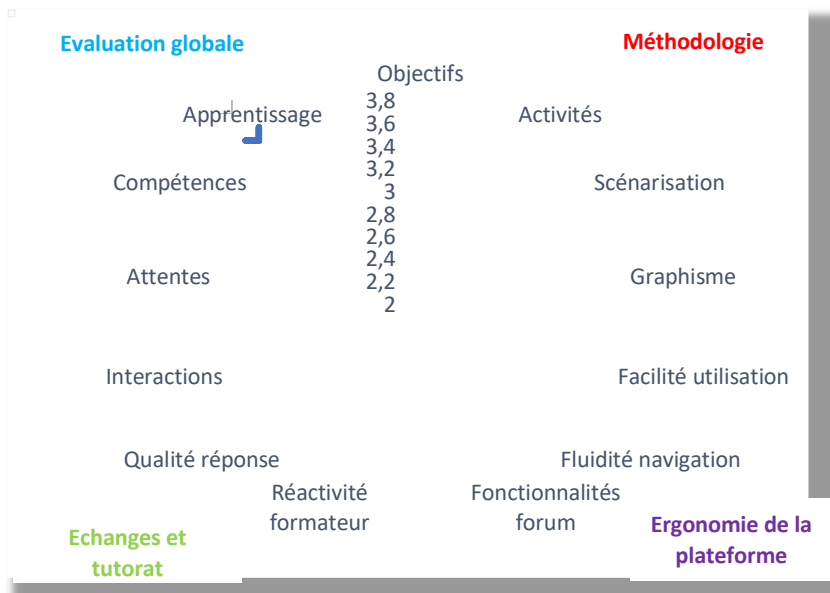 Evaluation globale
Méthodologie
Objectifs
Apprentissage
3,8
Activités
3,6
3,4
3,2
Compétences
3
Scénarisation
2,8
2,6
2,4
Attentes
2,2
Graphisme
2
Interactions
Facilité utilisation
Qualité réponse
Fluidité navigation
Réactivité
formateur
Fonctionnalités
forum
Echanges et
tutorat
Ergonomie de la
plateforme